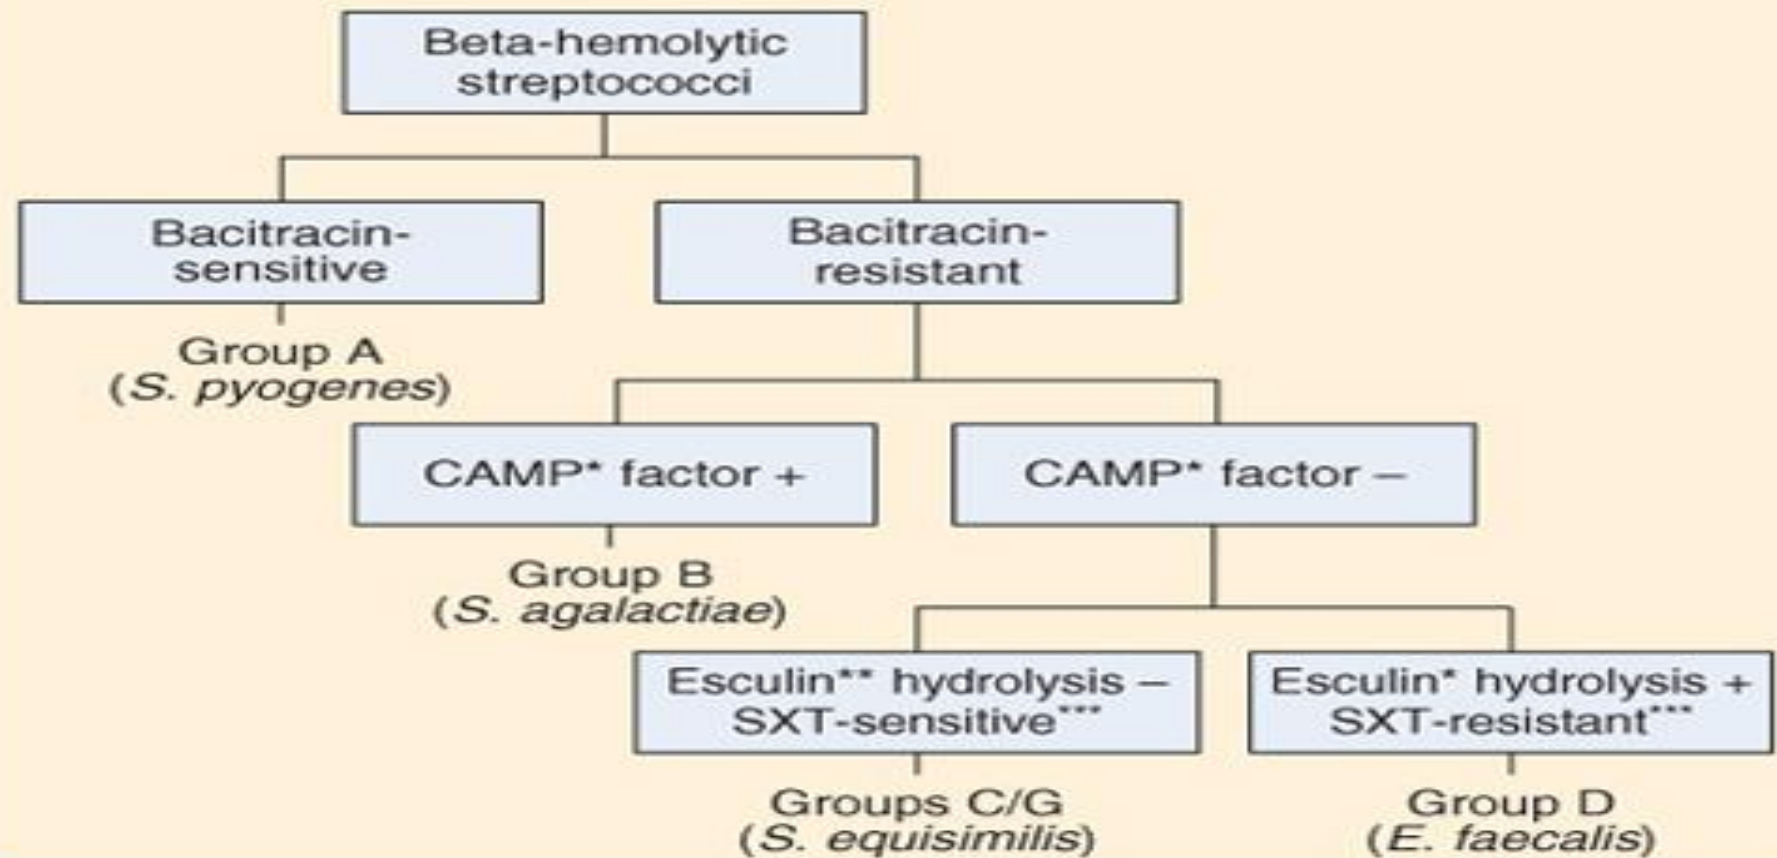 Beta-hemolytic
streptococci
Bacitracin-
sensitive
Bacitracin-
resistant
Group A
(S. pyogenes)
CAMP* factor +
CAMP* factor –
Group B
(S. agalactiae)
Esculin** hydrolysis –
SXT-sensitive***
Esculin* hydrolysis +
SXT-resistant***
Groups C/G
(S. equisimilis)
Group D
(E. faecalis)